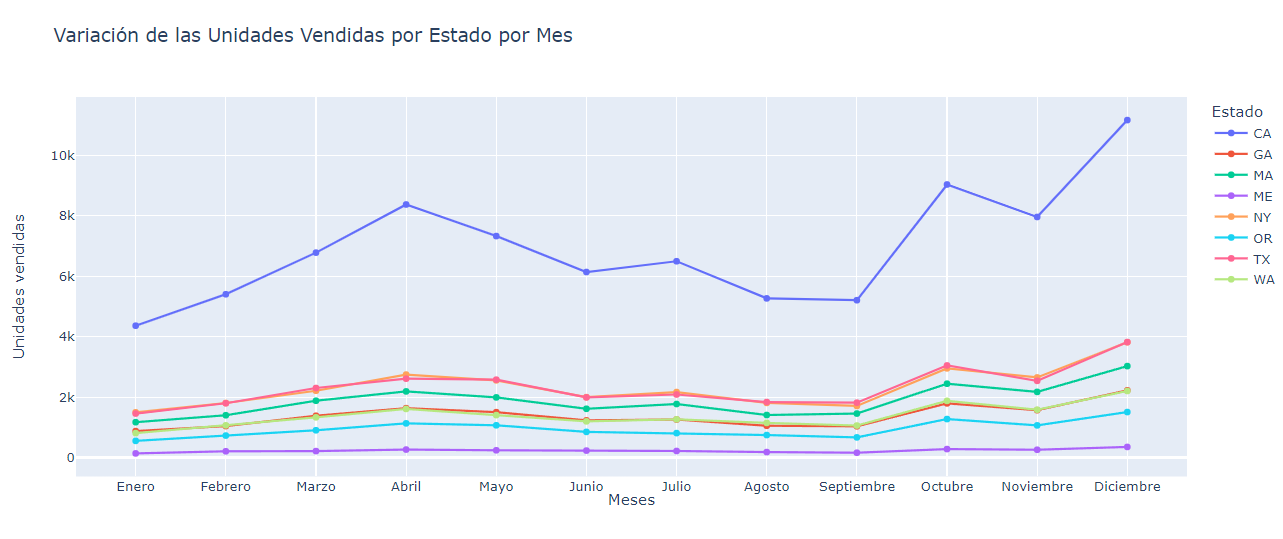 Variación de las Unidades Vendidas por Estado por Mes
Unidades vendidas
10k
8k
6k
4k
2k
0
Enero Febrero Marzo Abril Mayo Junio Julio Agosto Septiembre Octubre Noviembre Diciembre
Meses
Estado
CA
GA
MA
ME
NY
OR
TX
WA